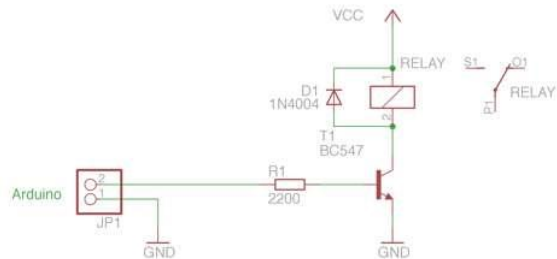 VCC
RELAY
1
2
D1
1N4004
S1
O1
P1
RELAY
T1
BC547
R1
2200
Arduino
2
1
JP1
GND
GND